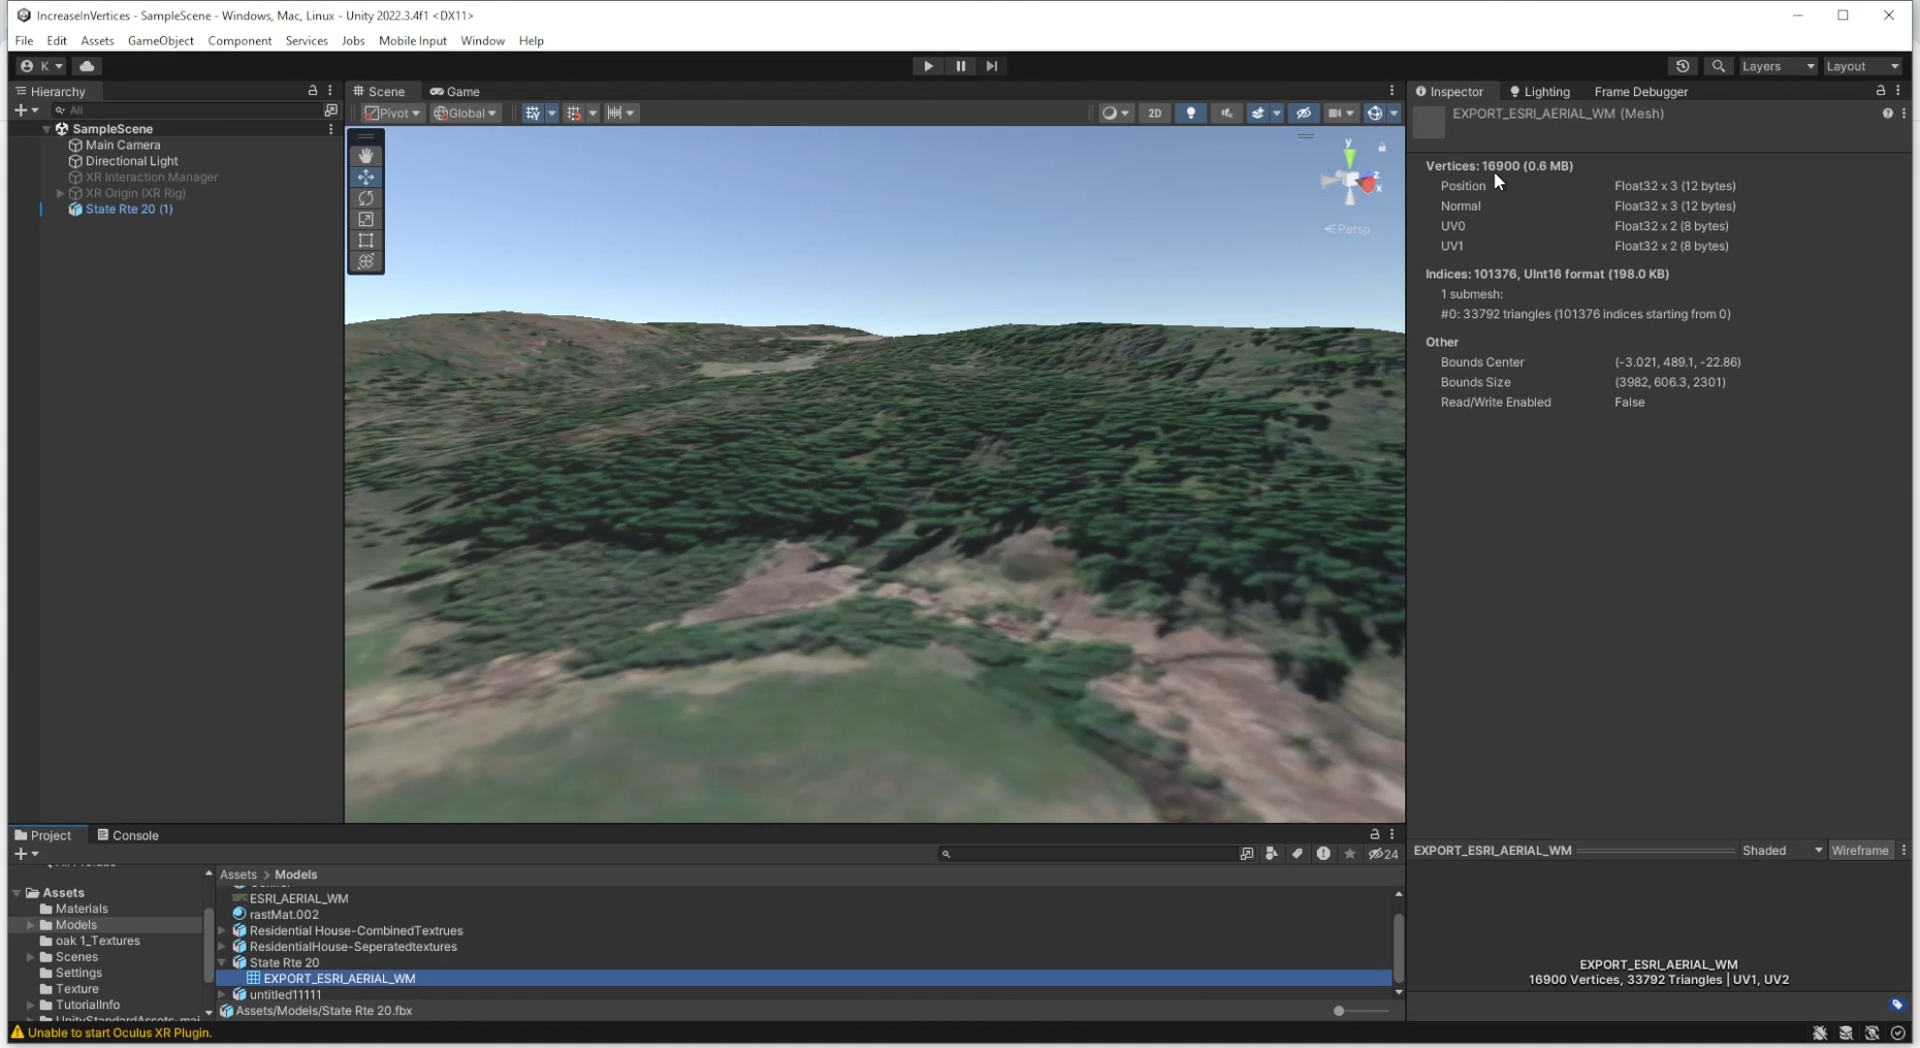 IncreaseInVertices - SampleScene - Windows, Mac, Linux - Unity 2022.3.4f1 <DX11>
File Edit Assets GameObject Component Services Jobs Mobile Input Window Help
K Layers Layout
Hierarchy
All
SampleScene
Main Camera
Directional Light
XR Interaction Manager
XR Origin (XR Rig)
State Rte 20 (1)
Scene Game
Pivot Global 2D
y
z
x
Persp
Inspector Lighting Frame Debugger
EXPORT_ESRI_AERIAL_WM (Mesh)
Vertices: 16900 (0.6 MB)
Position Float32 x 3 (12 bytes)
Normal Float32 x 3 (12 bytes)
UV0 Float32 x 2 (8 bytes)
UV1 Float32 x 2 (8 bytes)
Indices: 101376, UInt16 format (198.0 KB)
1 submesh:
#0: 33792 triangles (101376 indices starting from 0)
Other
Bounds Center (-3.021, 489.1, -22.86)
Bounds Size (3982, 606.3, 2301)
Read/Write Enabled False
Project Console
24
Assets
Materials
Models
oak 1_Textures
Scenes
Settings
Texture
TutorialInfo
UnityStandardAssets-mai
Assets > Models
ESRI_AERIAL_WM
rastMat.002
Residential House-CombinedTextrues
ResidentialHouse-Seperatedtextures
State Rte 20
EXPORT_ESRI_AERIAL_WM
untitled11111
Assets/Models/State Rte 20.fbx
EXPORT_ESRI_AERIAL_WM Shaded Wireframe
EXPORT_ESRI_AERIAL_WM
16900 Vertices, 33792 Triangles | UV1, UV2
Unable to start Oculus XR Plugin.